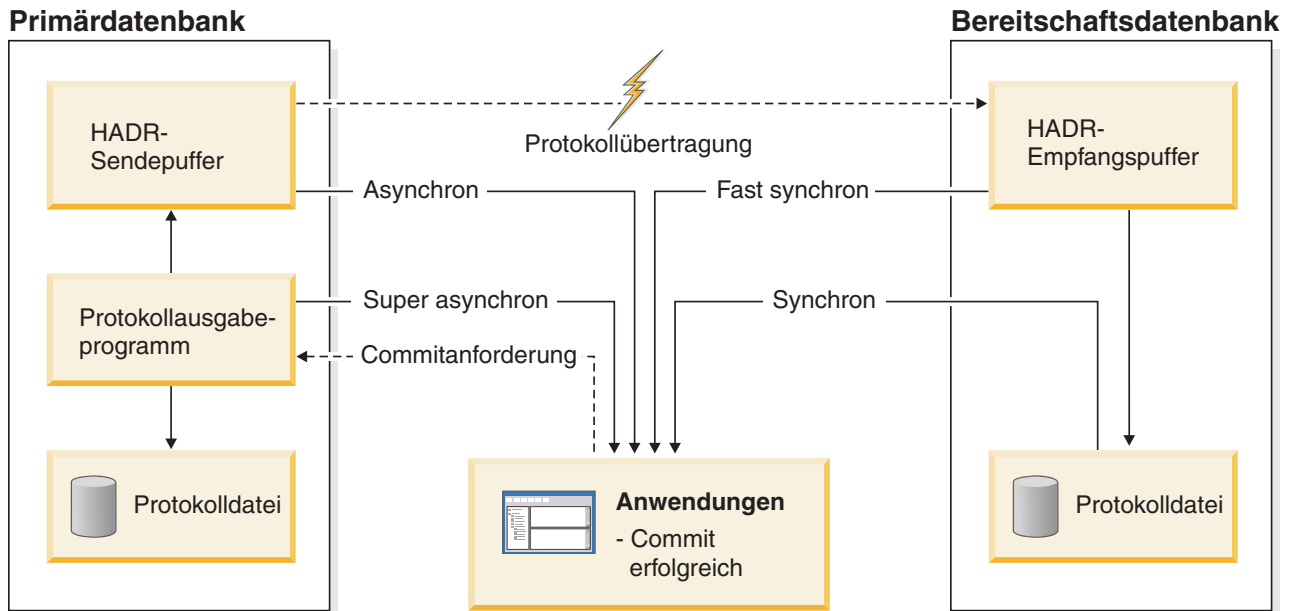 Primärdatenbank
Bereitschaftsdatenbank
HADR-
Sendepuffer
Protokollübertragung
HADR-
Empfangspuffer
Asynchron
Fast synchron
Protokollausgabe-
programm
Super asynchron
Synchron
Commitanforderung
Protokolldatei
Anwendungen
- Commit
erfolgreich
Protokolldatei